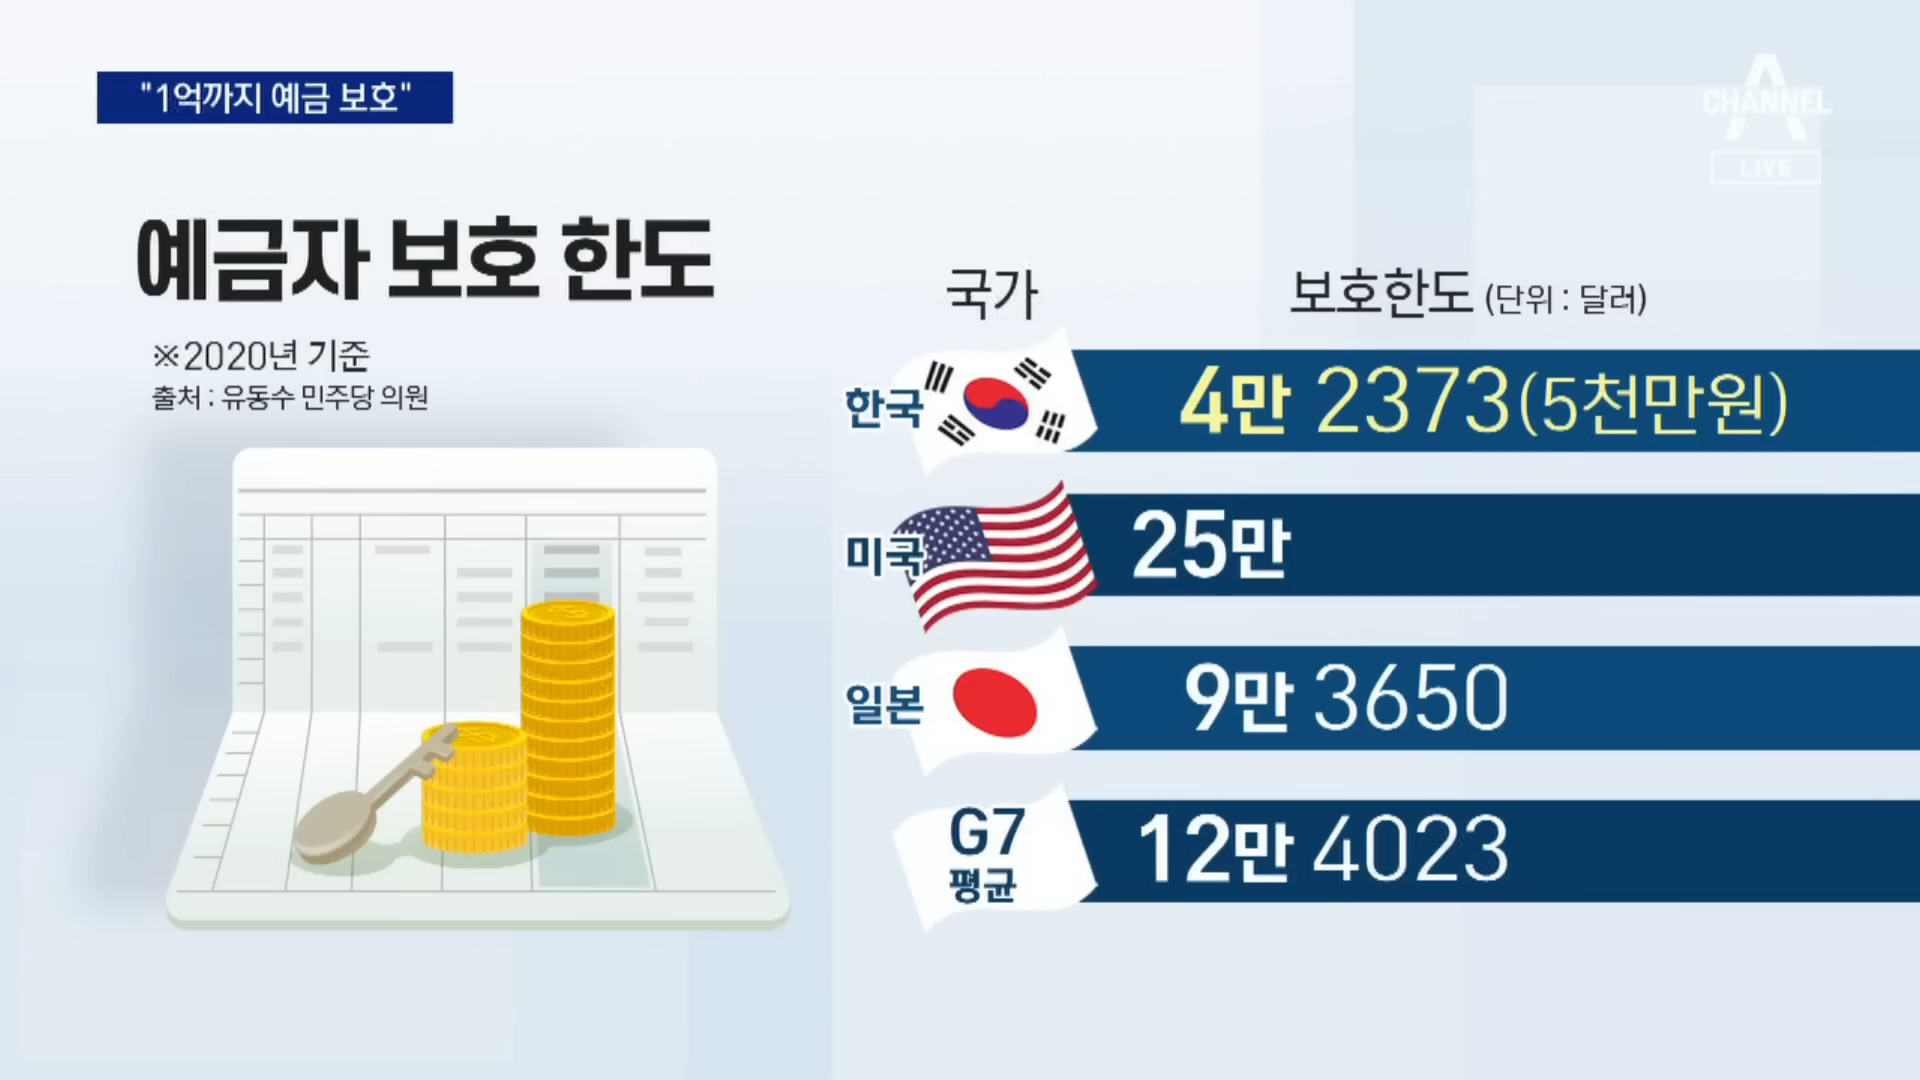 "1억까지 예금 보호"
CHANNEL A
LIVE
예금자 보호 한도
※2020년 기준
출처 : 유동수 민주당 의원
국가 보호한도 (단위 : 달러)
한국 4만 2373(5천만원)
미국 25만
일본 9만 3650
G7 평균 12만 4023